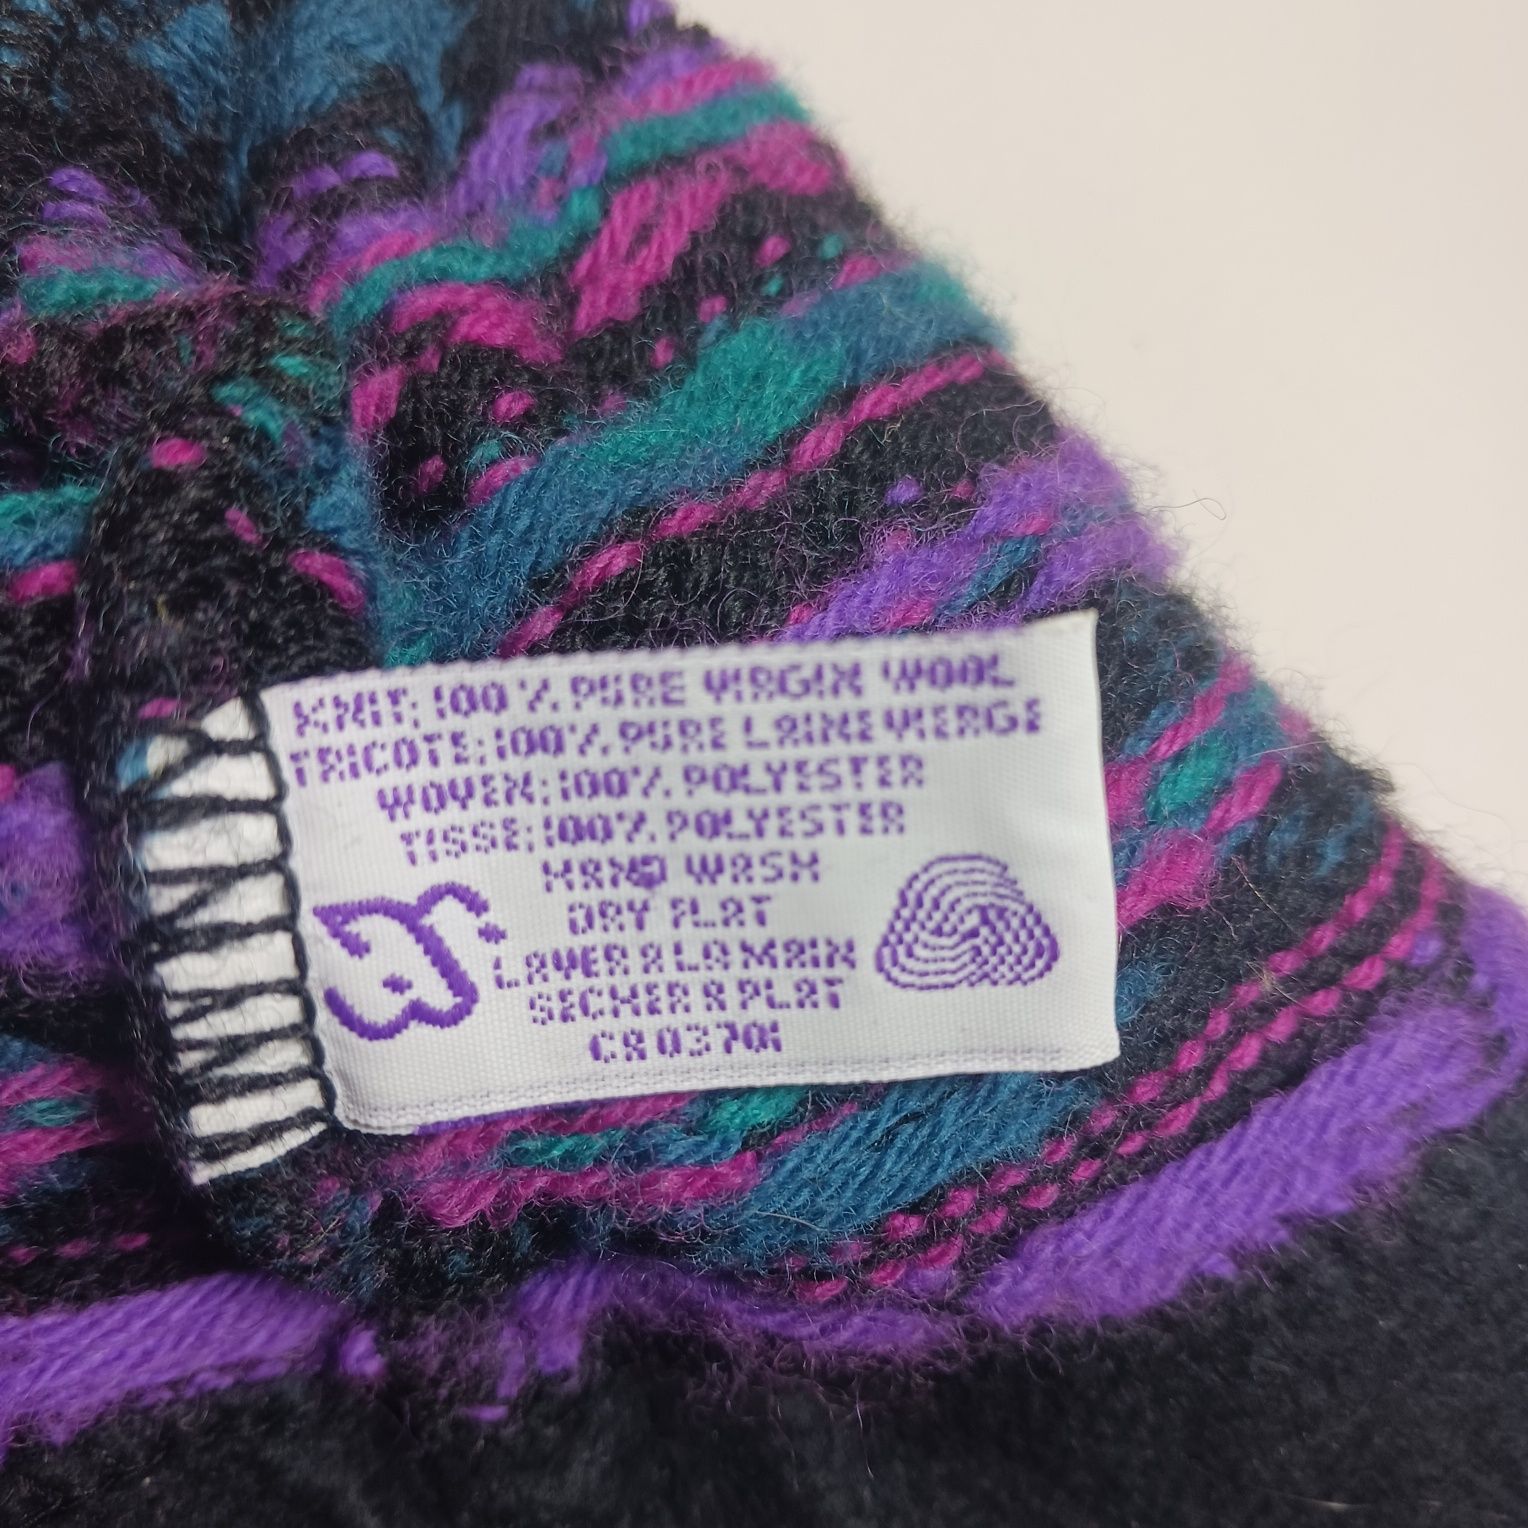 KNIT: 100% PURE VIRGIN WOOL
TRICOTE: 100% PURE LAINE VIERGE
WOVEN: 100% POLYESTER
TISSE: 100% POLYESTER
HAND WASH
DRY FLAT
LAVER A LA MAIN
SECHER A PLAT
CA 03701